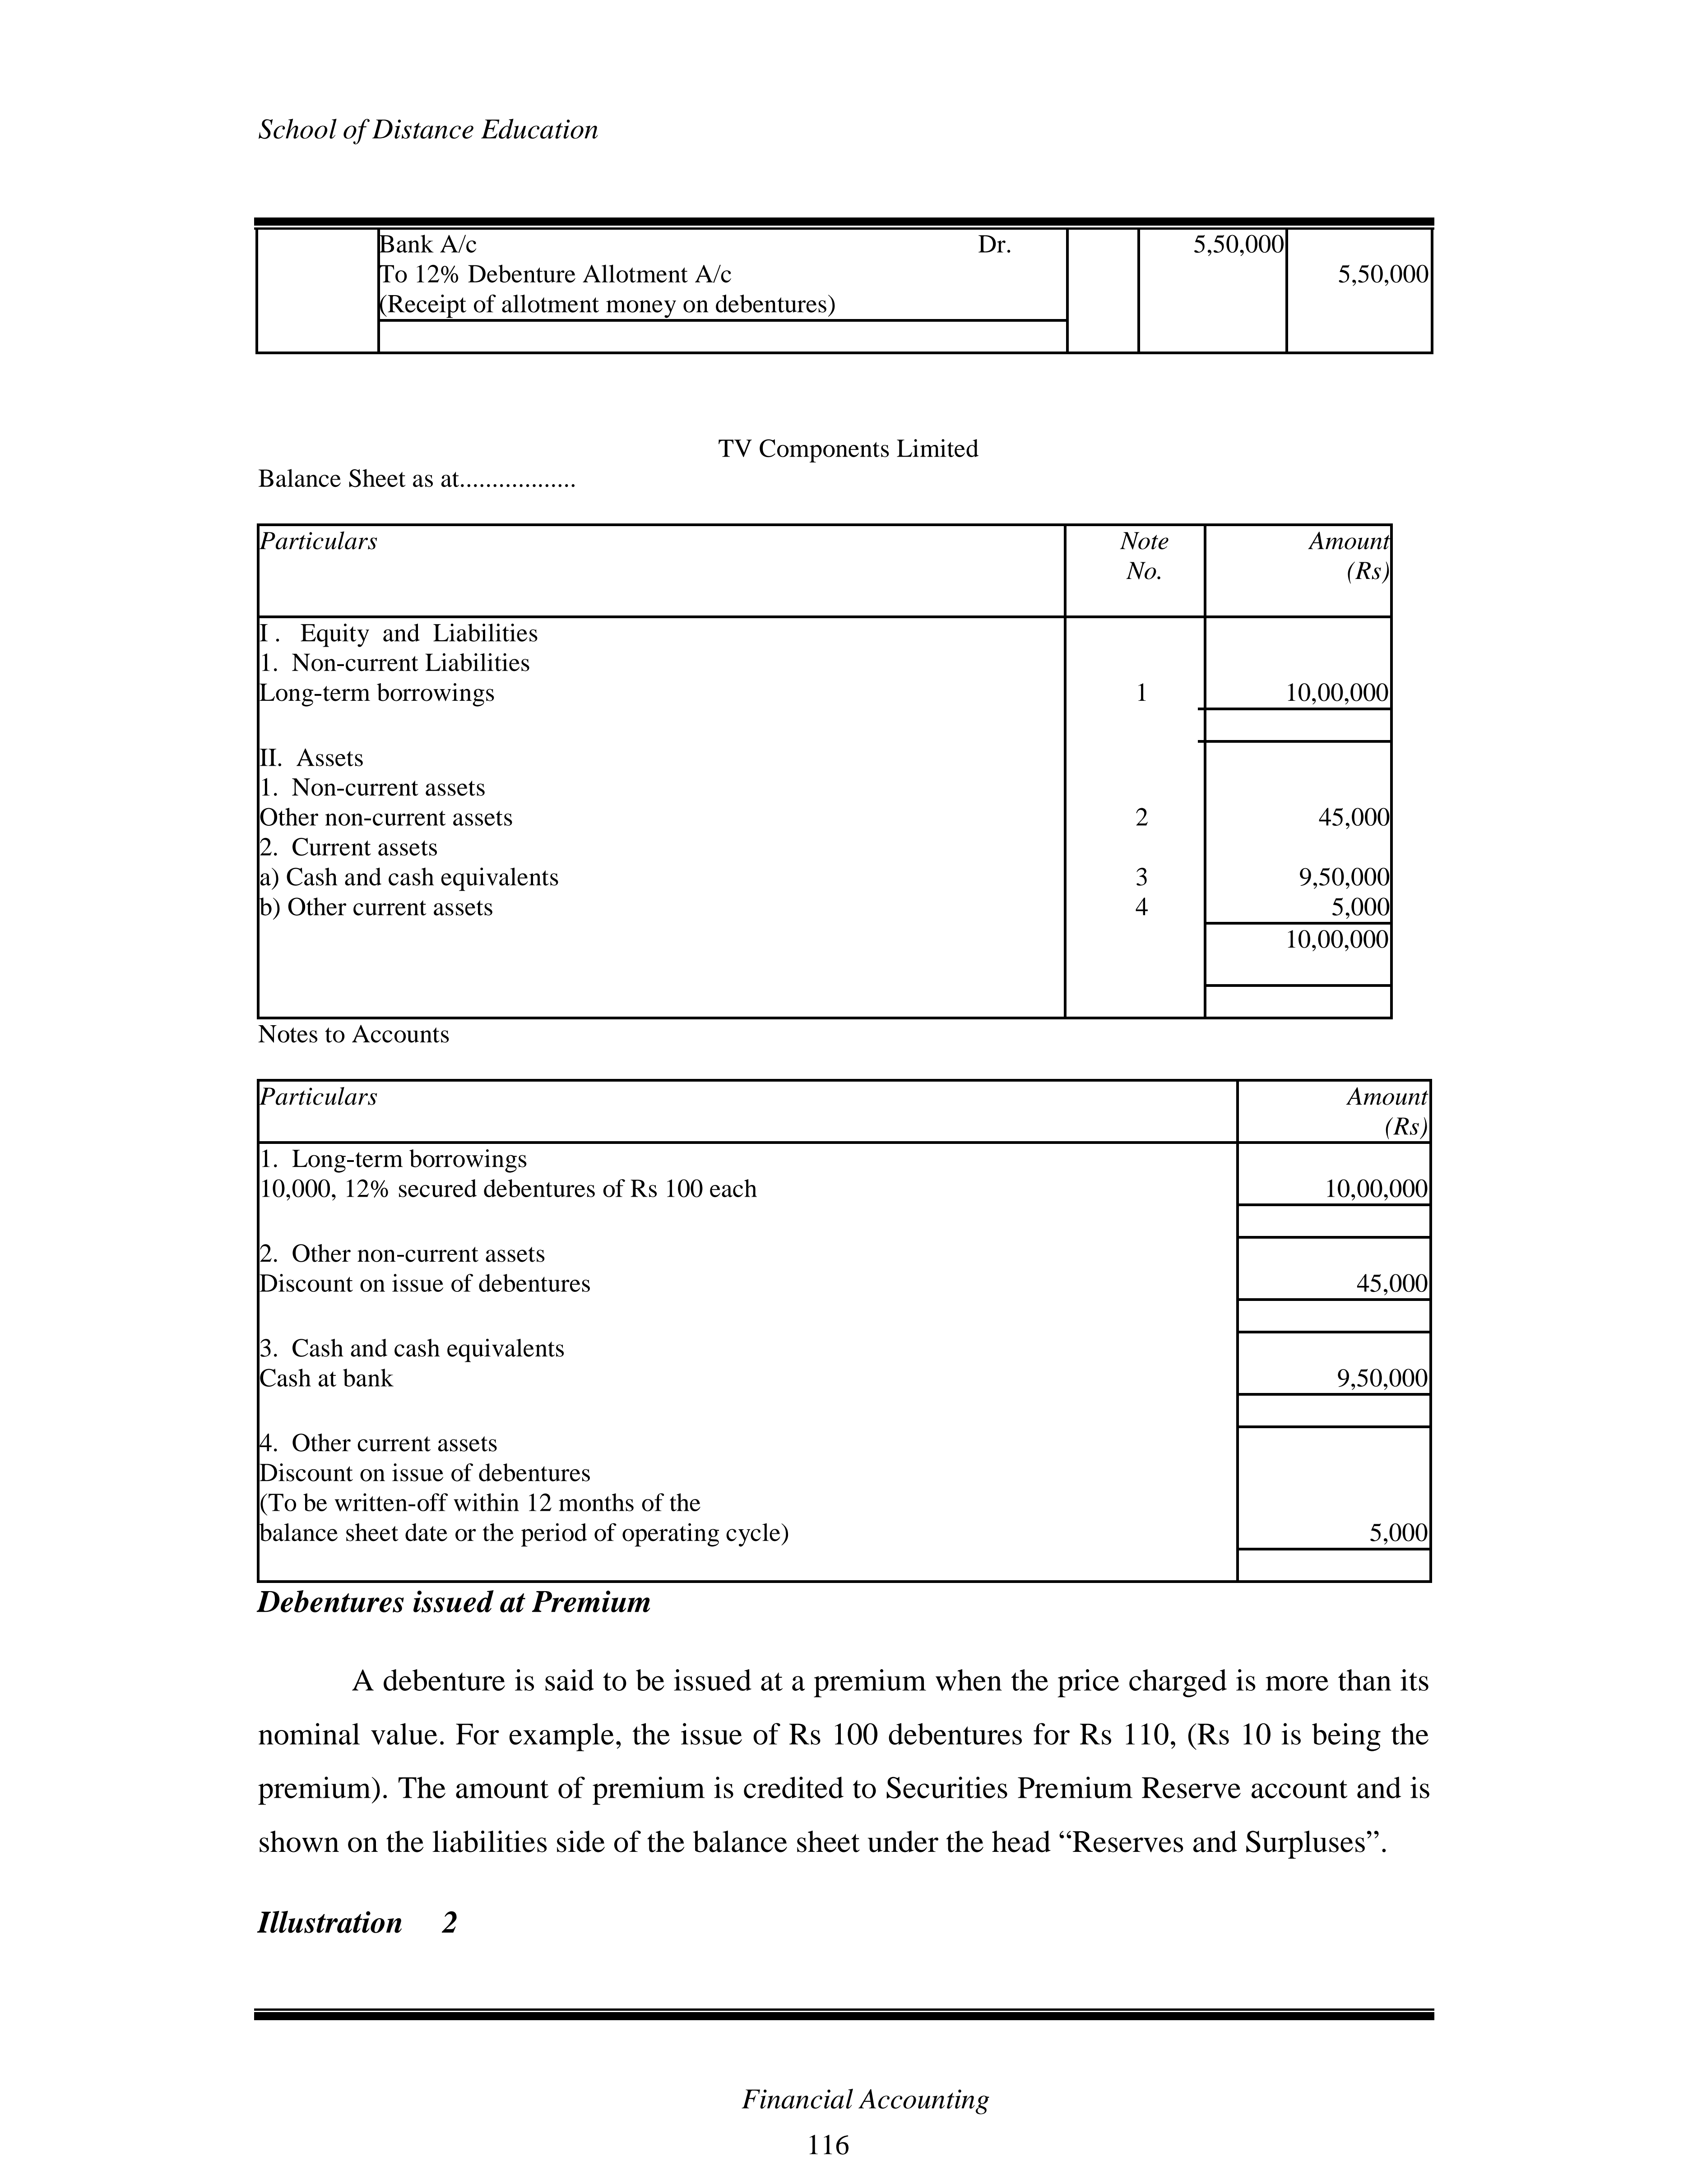 School of Distance Education
Bank A/c Dr. 5,50,000
To 12% Debenture Allotment A/c 5,50,000
(Receipt of allotment money on debentures)
TV Components Limited
Balance Sheet as at..................
Particulars Note Amount
No. (Rs)
I . Equity and Liabilities
1. Non-current Liabilities
Long-term borrowings 1 10,00,000
II. Assets
1. Non-current assets
Other non-current assets 2 45,000
2. Current assets
a) Cash and cash equivalents 3 9,50,000
b) Other current assets 4 5,000
10,00,000
Notes to Accounts
Particulars Amount
(Rs)
1. Long-term borrowings
10,000, 12% secured debentures of Rs 100 each 10,00,000
2. Other non-current assets
Discount on issue of debentures 45,000
3. Cash and cash equivalents
Cash at bank 9,50,000
4. Other current assets
Discount on issue of debentures
(To be written-off within 12 months of the
balance sheet date or the period of operating cycle) 5,000
Debentures issued at Premium
A debenture is said to be issued at a premium when the price charged is more than its
nominal value. For example, the issue of Rs 100 debentures for Rs 110, (Rs 10 is being the
premium). The amount of premium is credited to Securities Premium Reserve account and is
shown on the liabilities side of the balance sheet under the head “Reserves and Surpluses”.
Illustration 2
Financial Accounting
116